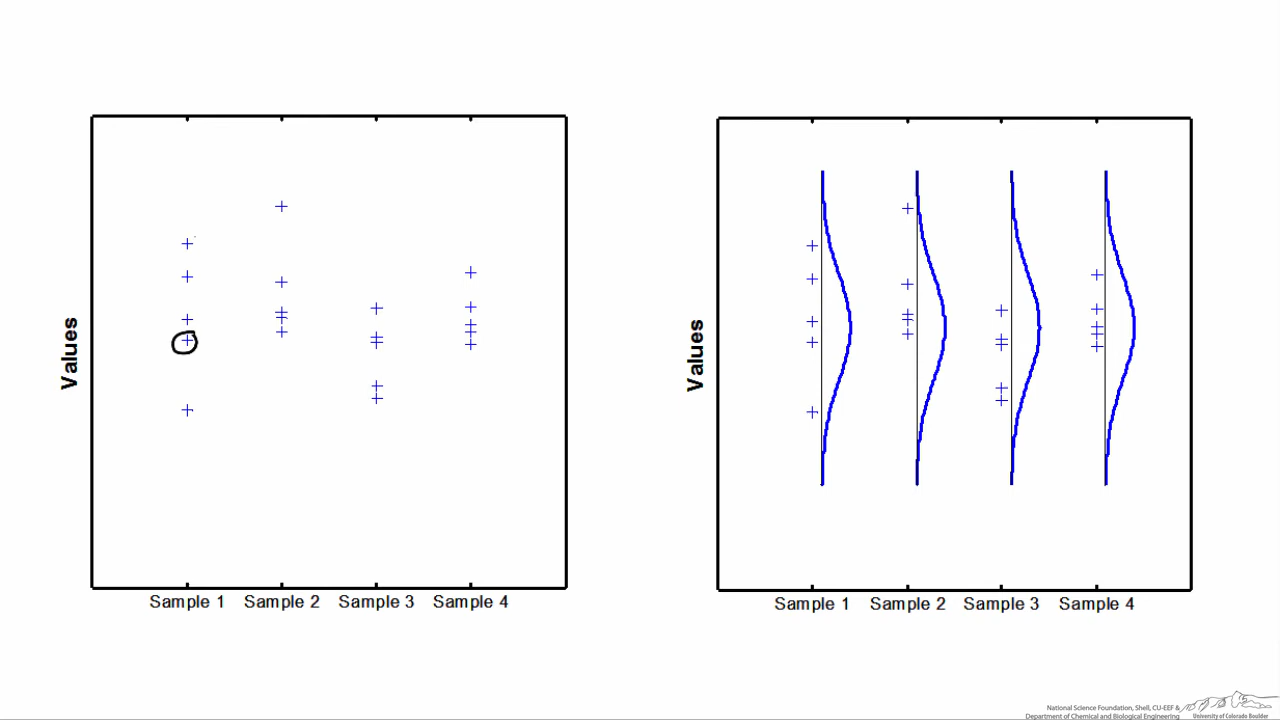 Values
Sample 1 Sample 2 Sample 3 Sample 4
Values
Sample 1 Sample 2 Sample 3 Sample 4
National Science Foundation, Shell, CU-EEF &
Department of Chemical and Biological Engineering
University of Colorado Boulder